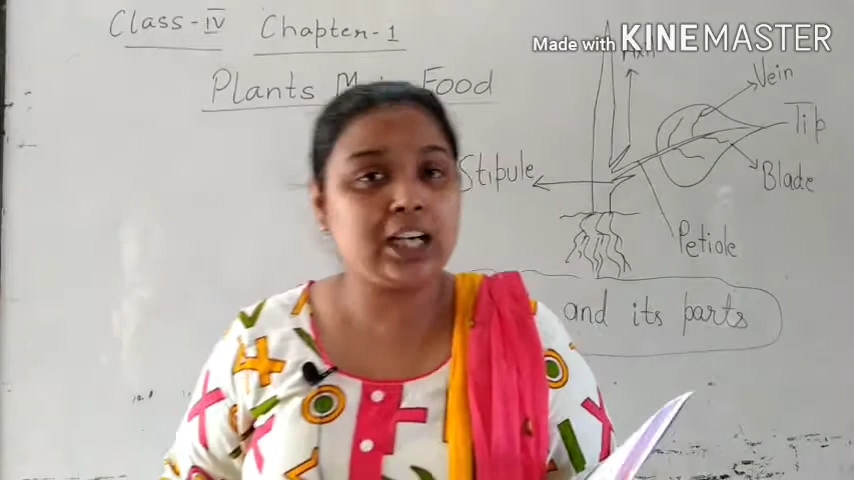 Class - IV Chapter - 1
Made with KINEMASTER
Plants Food
Vein
Tip
Stipule
Blade
Petiole
and its parts